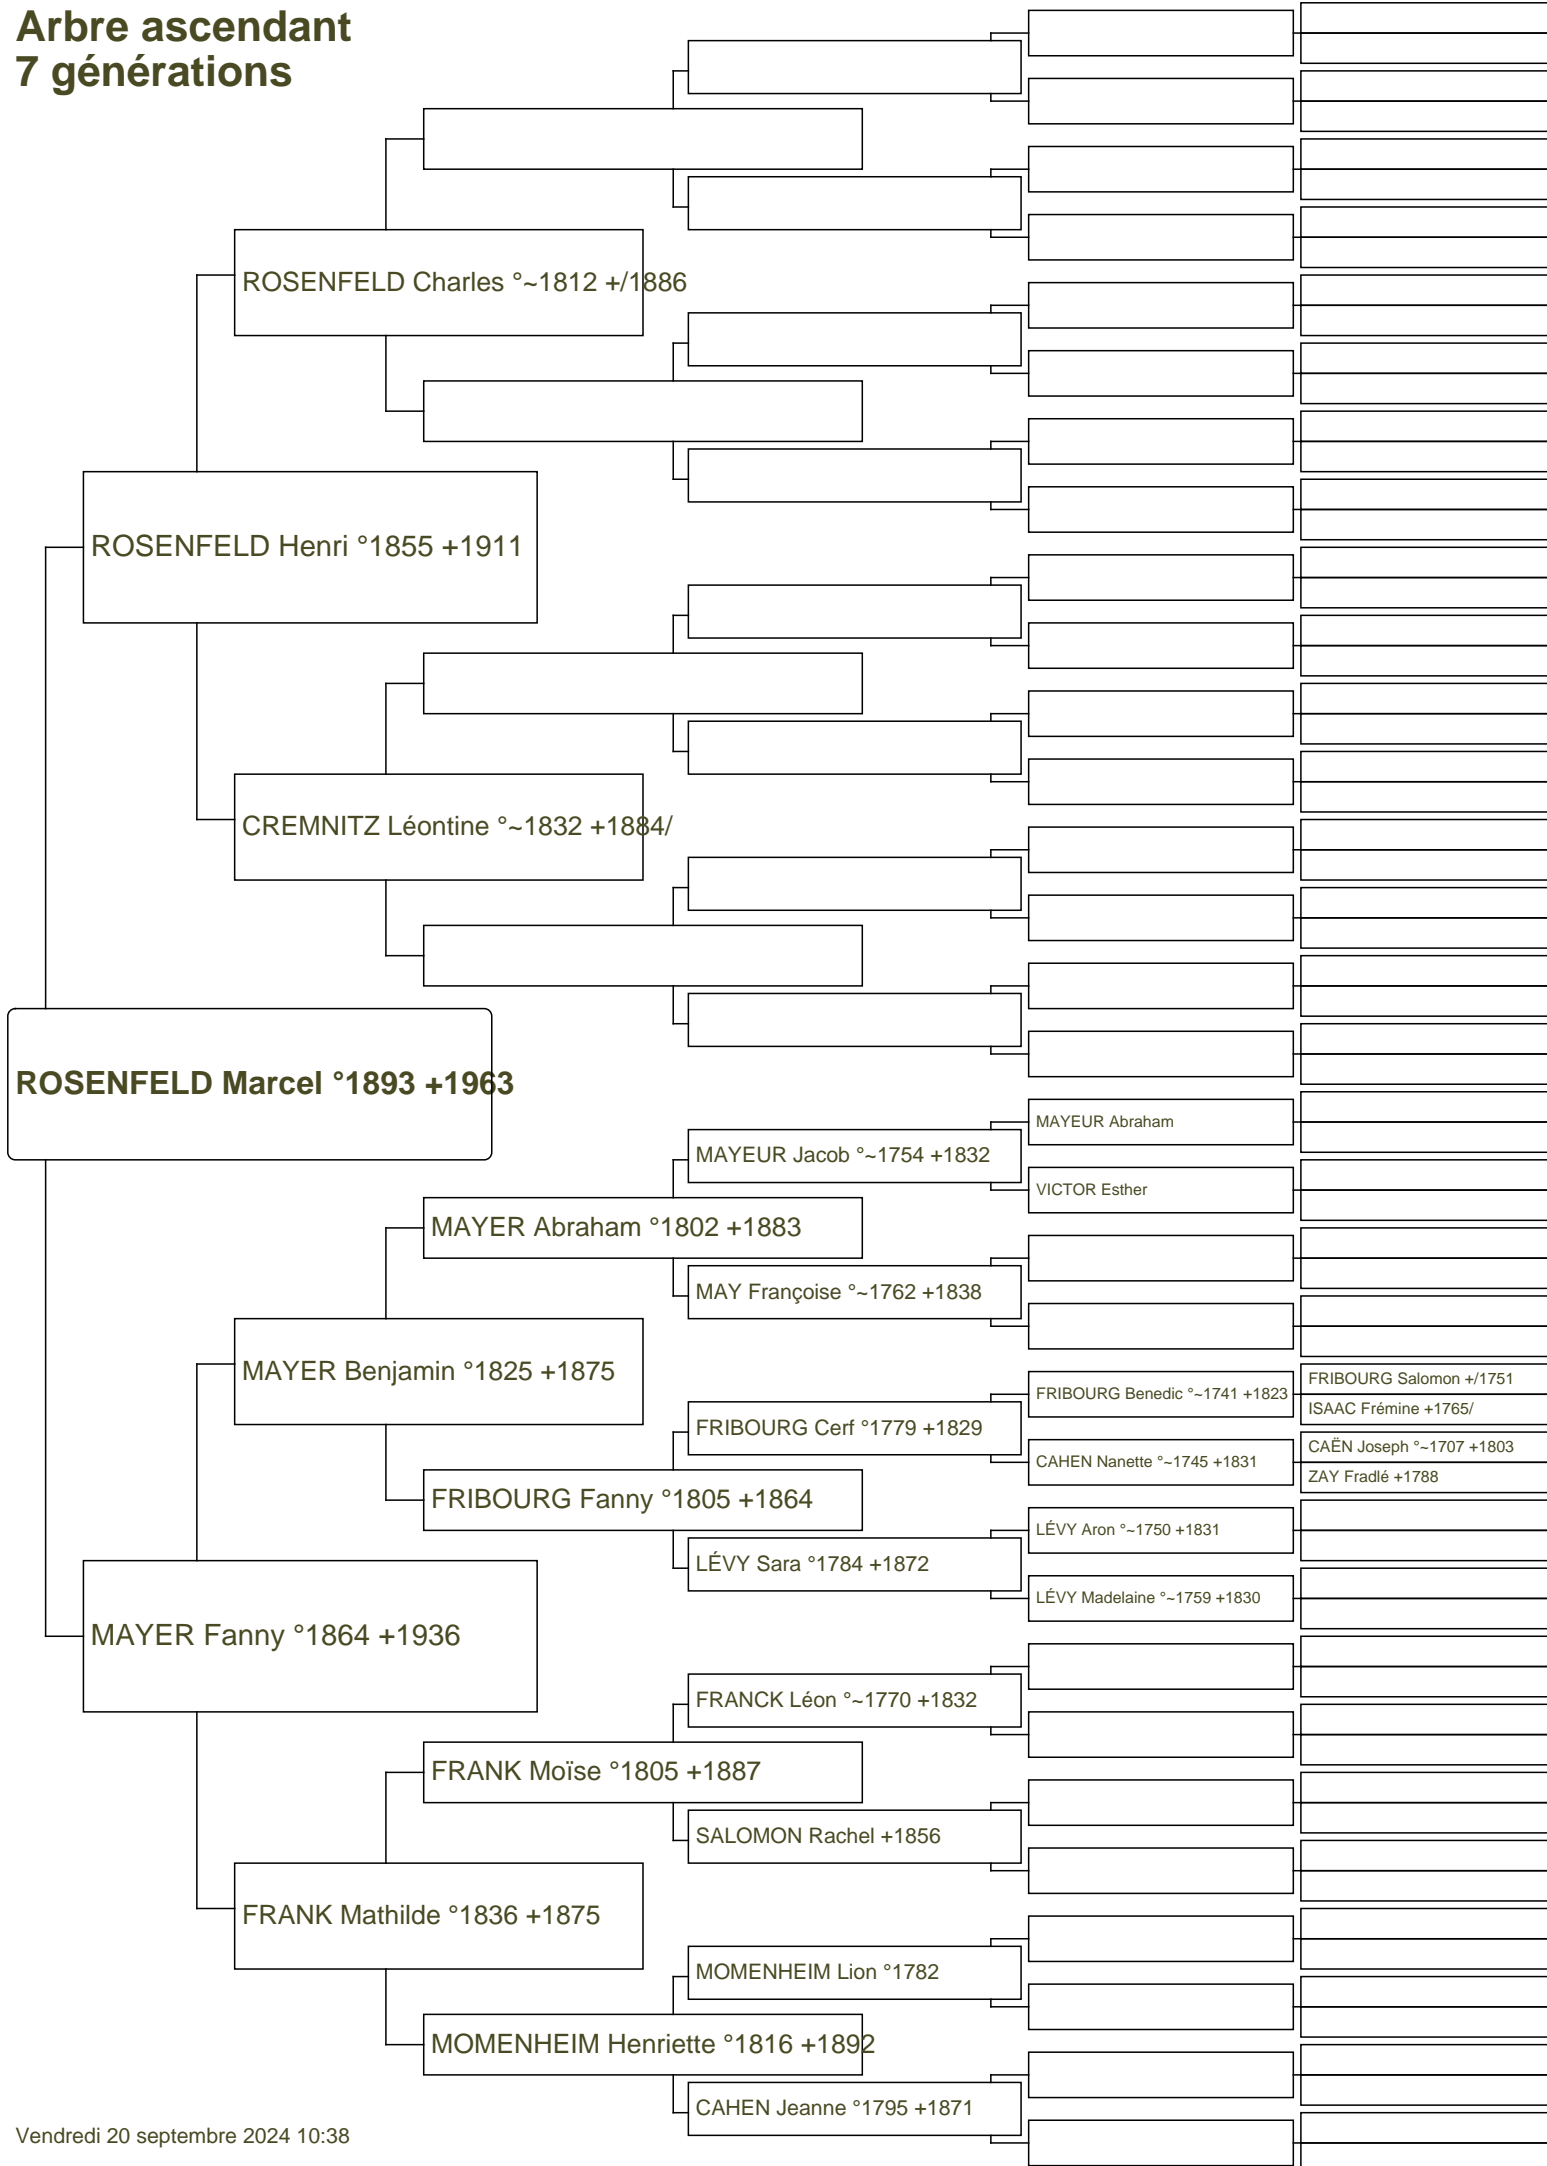 Arbre ascendant
7 générations
ROSENFELD Charles °~1812 +/1886
ROSENFELD Henri °1855 +1911
CREMNITZ Léontine °~1832 +1884/
ROSENFELD Marcel °1893 +1963
MAYEUR Abraham
MAYEUR Jacob °~1754 +1832
VICTOR Esther
MAYER Abraham °1802 +1883
MAY Françoise °~1762 +1838
MAYER Benjamin °1825 +1875
FRIBOURG Salomon +/1751
FRIBOURG Benedic °~1741 +1823
ISAAC Frémine +1765/
FRIBOURG Cerf °1779 +1829
CAËN Joseph °~1707 +1803
CAHEN Nanette °~1745 +1831
ZAY Fradlé +1788
FRIBOURG Fanny °1805 +1864
LÉVY Aron °~1750 +1831
LÉVY Sara °1784 +1872
LÉVY Madelaine °~1759 +1830
MAYER Fanny °1864 +1936
FRANCK Léon °~1770 +1832
FRANK Moïse °1805 +1887
SALOMON Rachel +1856
FRANK Mathilde °1836 +1875
MOMENHEIM Lion °1782
MOMENHEIM Henriette °1816 +1892
CAHEN Jeanne °1795 +1871
Vendredi 20 septembre 2024 10:38